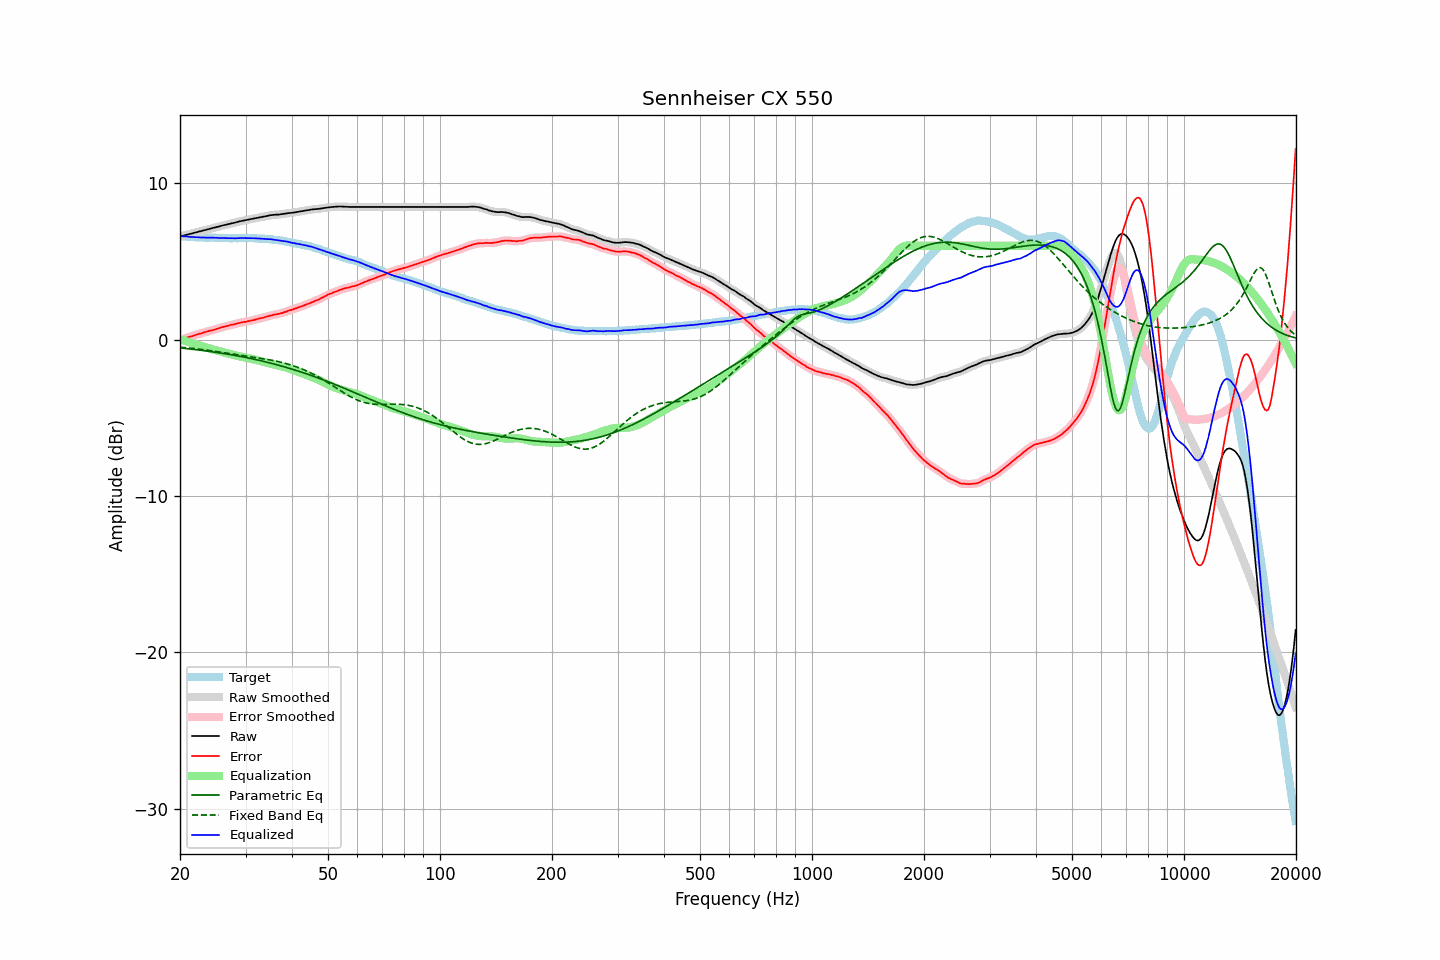 Sennheiser CX 550
Amplitude (dBr)
10
0
−10
−20
−30
Target
Raw Smoothed
Error Smoothed
Raw
Error
Equalization
Parametric Eq
Fixed Band Eq
Equalized
20 50 100 200 500 1000 2000 5000 10000 20000
Frequency (Hz)